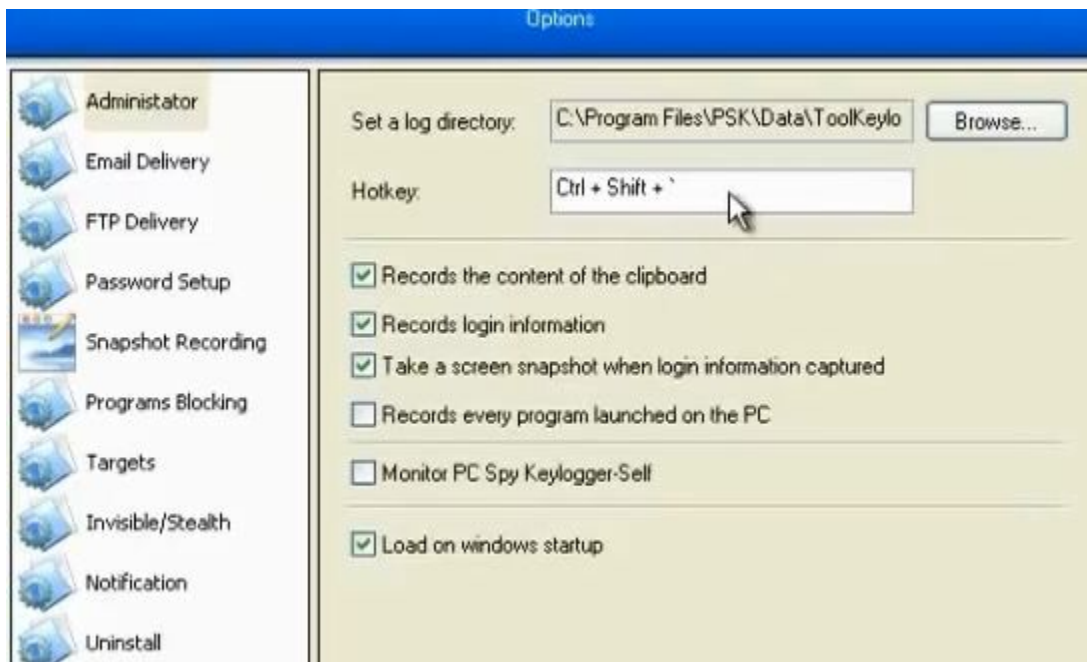 Options
Administator
Email Delivery
FTP Delivery
Password Setup
Snapshot Recording
Programs Blocking
Targets
Invisible/Stealth
Notification
Uninstall
Set a log directory: C:\Program Files\PSK\Data\ToolKeylo Browse...
Hotkey: Ctrl + Shift + `
Records the content of the clipboard
Records login information
Take a screen snapshot when login information captured
Records every program launched on the PC
Monitor PC Spy Keylogger-Self
Load on windows startup